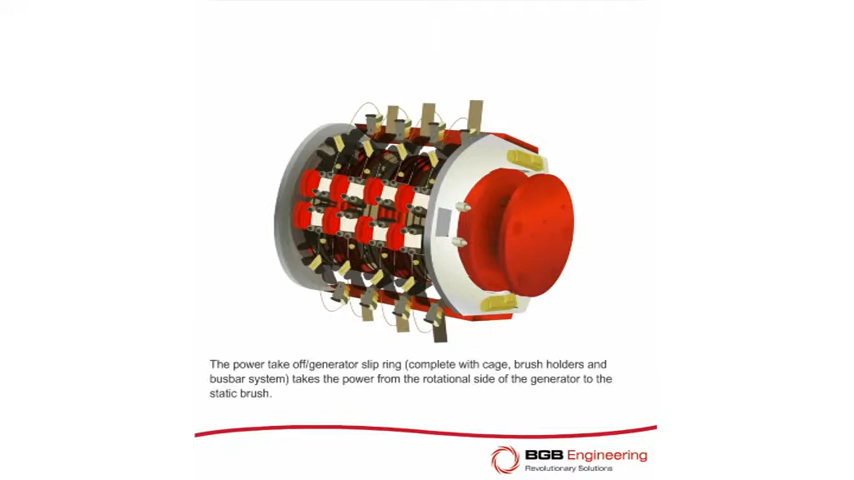 The power take off/generator slip ring (complete with cage, brush holders and
busbar system) takes the power from the rotational side of the generator to the
static brush.
BGB Engineering
Revolutionary Solutions